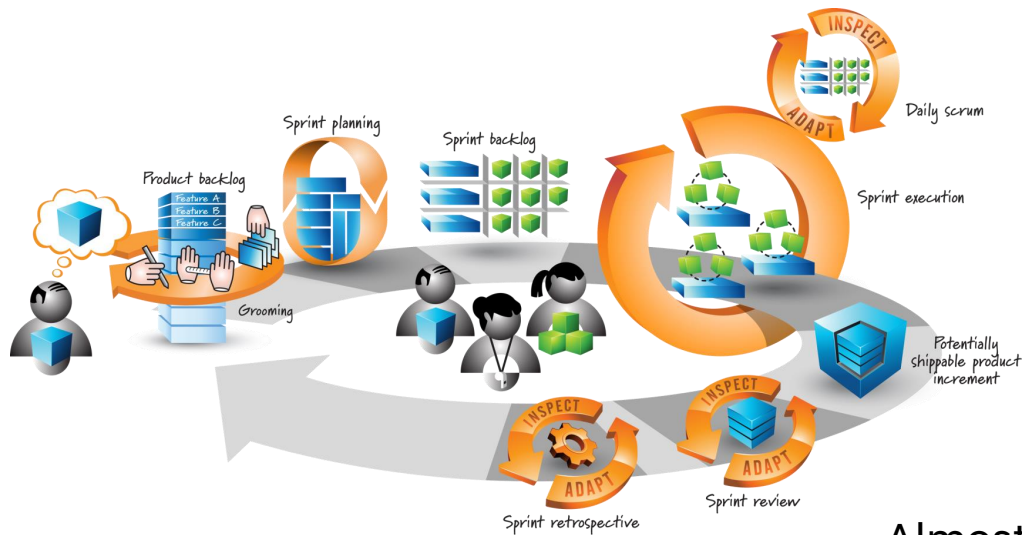 INSPECT
ADAPT
Daily scrum
Sprint planning
Sprint backlog
Product backlog
Feature A
Feature B
Feature C
Sprint execution
Grooming
Potentially
shippable product
increment
INSPECT
ADAPT
Sprint review
INSPECT
ADAPT
Sprint retrospective
Almost